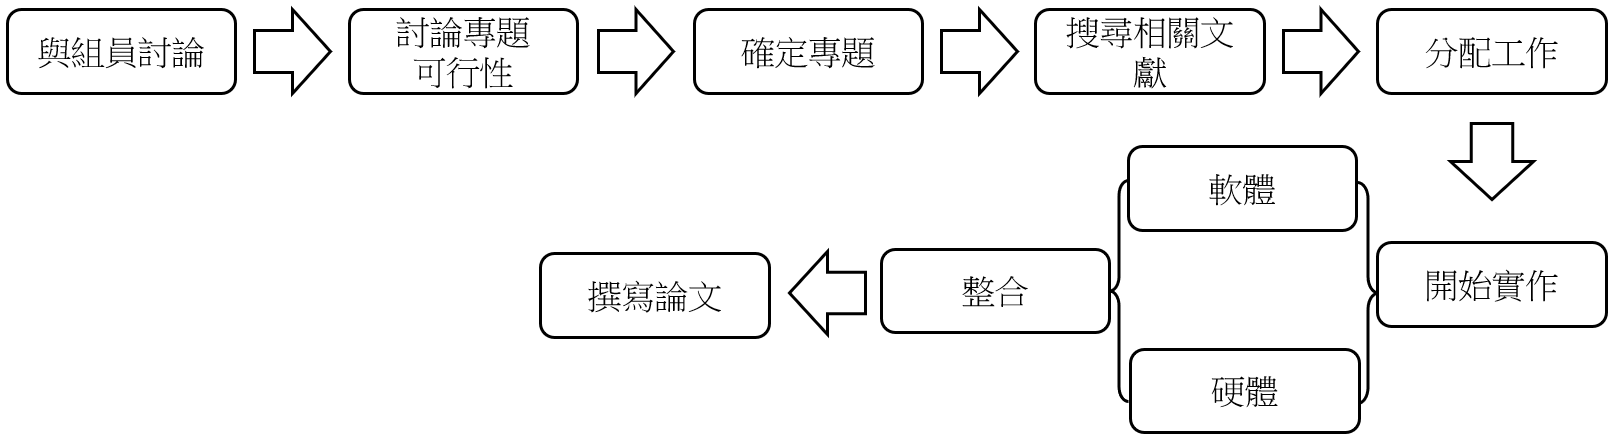 與組員討論
討論專題
可行性
確定專題
搜尋相關文
獻
分配工作
開始實作
軟體
硬體
整合
撰寫論文